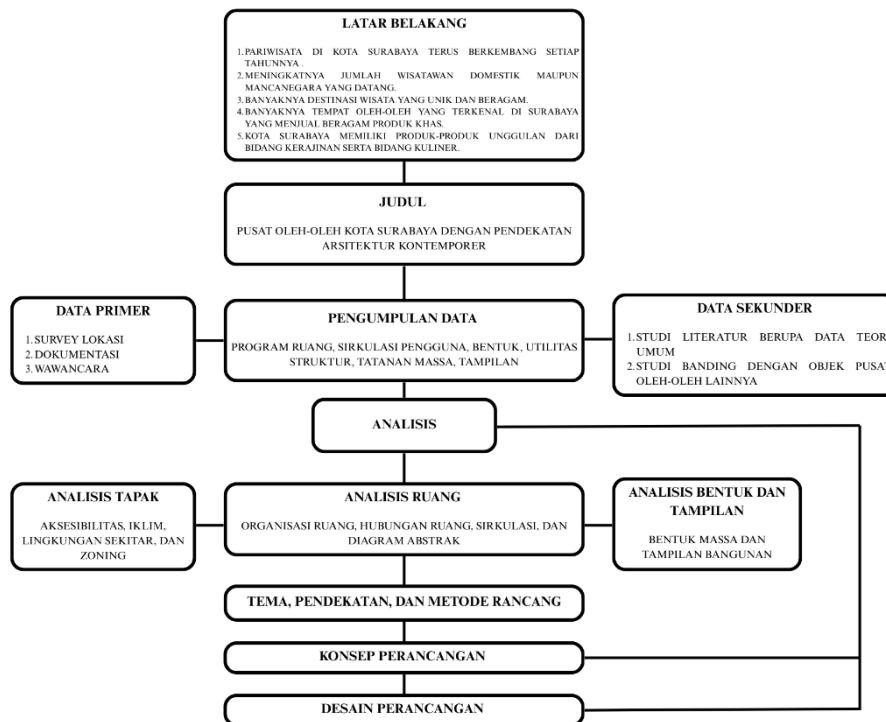 LATAR BELAKANG
1. PARIWISATA DI KOTA SURABAYA TERUS BERKEMBANG SETIAP
TAHUNNYA .
2. MENINGKATNYA JUMLAH WISATAWAN DOMESTIK MAUPUN
MANCANEGARA YANG DATANG.
3. BANYAKNYA DESTINASI WISATA YANG UNIK DAN BERAGAM.
4. BANYAKNYA TEMPAT OLEH-OLEH YANG TERKENAL DI SURABAYA
YANG MENJUAL BERAGAM PRODUK KHAS.
5. KOTA SURABAYA MEMILIKI PRODUK-PRODUK UNGGULAN DARI
BIDANG KERAJINAN SERTA BIDANG KULINER.
JUDUL
PUSAT OLEH-OLEH KOTA SURABAYA DENGAN PENDEKATAN
ARSITEKTUR KONTEMPORER
DATA PRIMER
1. SURVEY LOKASI
2. DOKUMENTASI
3. WAWANCARA
PENGUMPULAN DATA
PROGRAM RUANG, SIRKULASI PENGGUNA, BENTUK, UTILITAS
STRUKTUR, TATANAN MASSA, TAMPILAN
DATA SEKUNDER
1. STUDI LITERATUR BERUPA DATA TEOR
UMUM
2. STUDI BANDING DENGAN OBJEK PUSAT
OLEH-OLEH LAINNYA
ANALISIS
ANALISIS TAPAK
AKSESIBILITAS, IKLIM,
LINGKUNGAN SEKITAR, DAN
ZONING
ANALISIS RUANG
ORGANISASI RUANG, HUBUNGAN RUANG, SIRKULASI, DAN
DIAGRAM ABSTRAK
ANALISIS BENTUK DAN
TAMPILAN
BENTUK MASSA DAN
TAMPILAN BANGUNAN
TEMA, PENDEKATAN, DAN METODE RANCANG
KONSEP PERANCANGAN
DESAIN PERANCANGAN